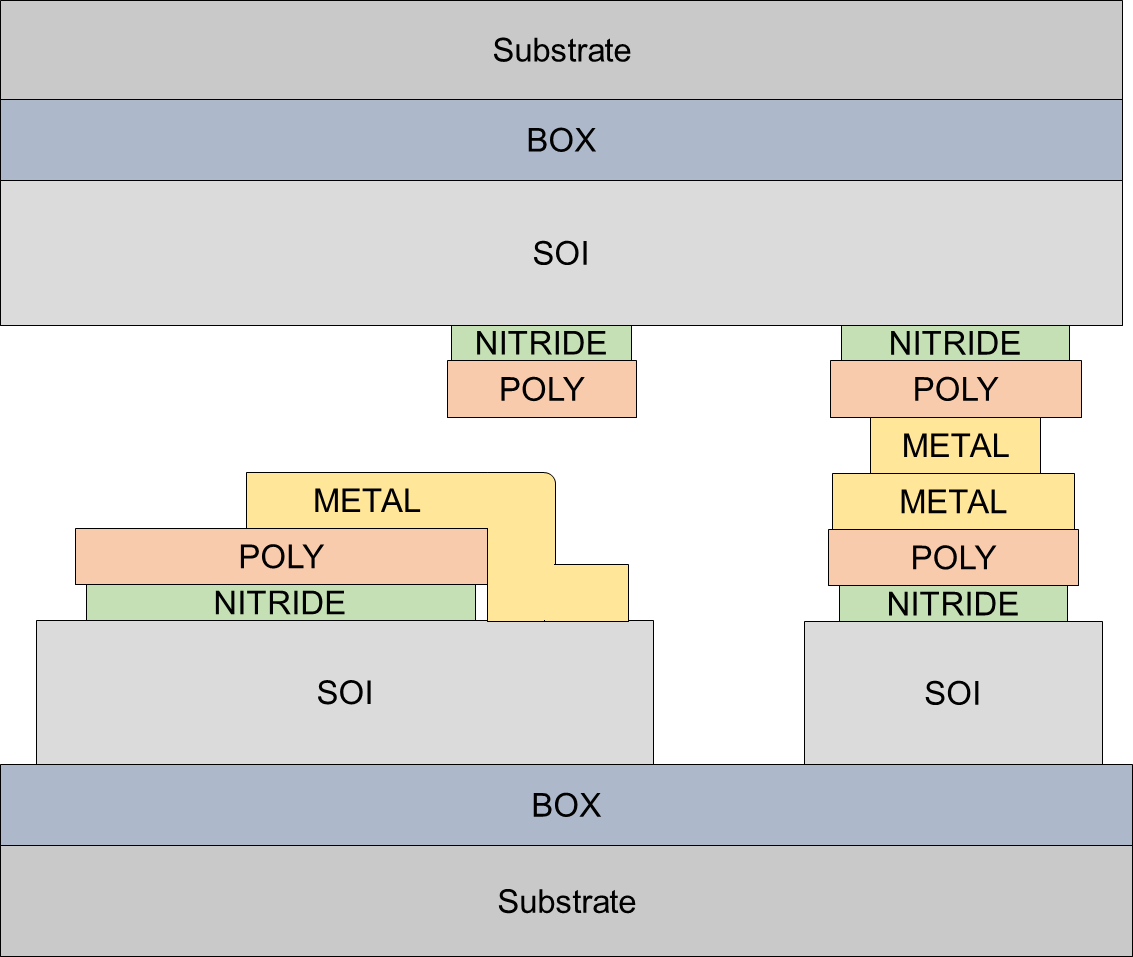 Substrate
BOX
SOI
NITRIDE
NITRIDE
POLY
POLY
METAL
METAL
METAL
POLY
POLY
NITRIDE
NITRIDE
SOI
SOI
BOX
Substrate